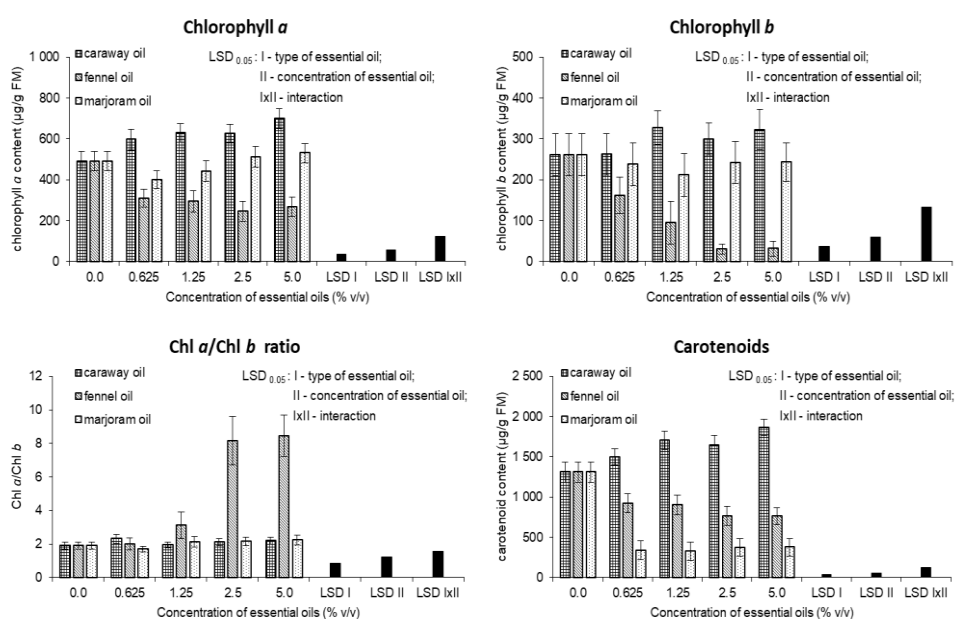 Chlorophyll a
1 000
800
600
400
200
0
chlorophyll a content (µg/g FM)
caraway oil
fennel oil
marjoram oil
LSD 0.05 : I - type of essential oil;
II - concentration of essential oil;
IxII - interaction
0.0 0.625 1.25 2.5 5.0 LSD I LSD II LSD IxII
Concentration of essential oils (% v/v)
Chlorophyll b
500
400
300
200
100
0
chlorophyll b content (µg/g FM)
caraway oil
fennel oil
marjoram oil
LSD 0.05 : I - type of essential oil;
II - concentration of essential oil;
IxII - interaction
0.0 0.625 1.25 2.5 5.0 LSD I LSD II LSD IxII
Concentration of essential oils (% v/v)
Chl a/Chl b ratio
12
10
8
6
4
2
0
Chl a/Chl b
caraway oil
fennel oil
marjoram oil
LSD 0.05 : I - type of essential oil;
II - concentration of essential oil;
IxII - interaction
0.0 0.625 1.25 2.5 5.0 LSD I LSD II LSD IxII
Concentration of essential oils (% v/v)
Carotenoids
2 500
2 000
1 500
1 000
500
0
carotenoid content (µg/g FM)
caraway oil
fennel oil
marjoram oil
LSD 0.05 : I - type of essential oil;
II - concentration of essential oil;
IxII - interaction
0.0 0.625 1.25 2.5 5.0 LSD I LSD II LSD IxII
Concentration of essential oils (% v/v)